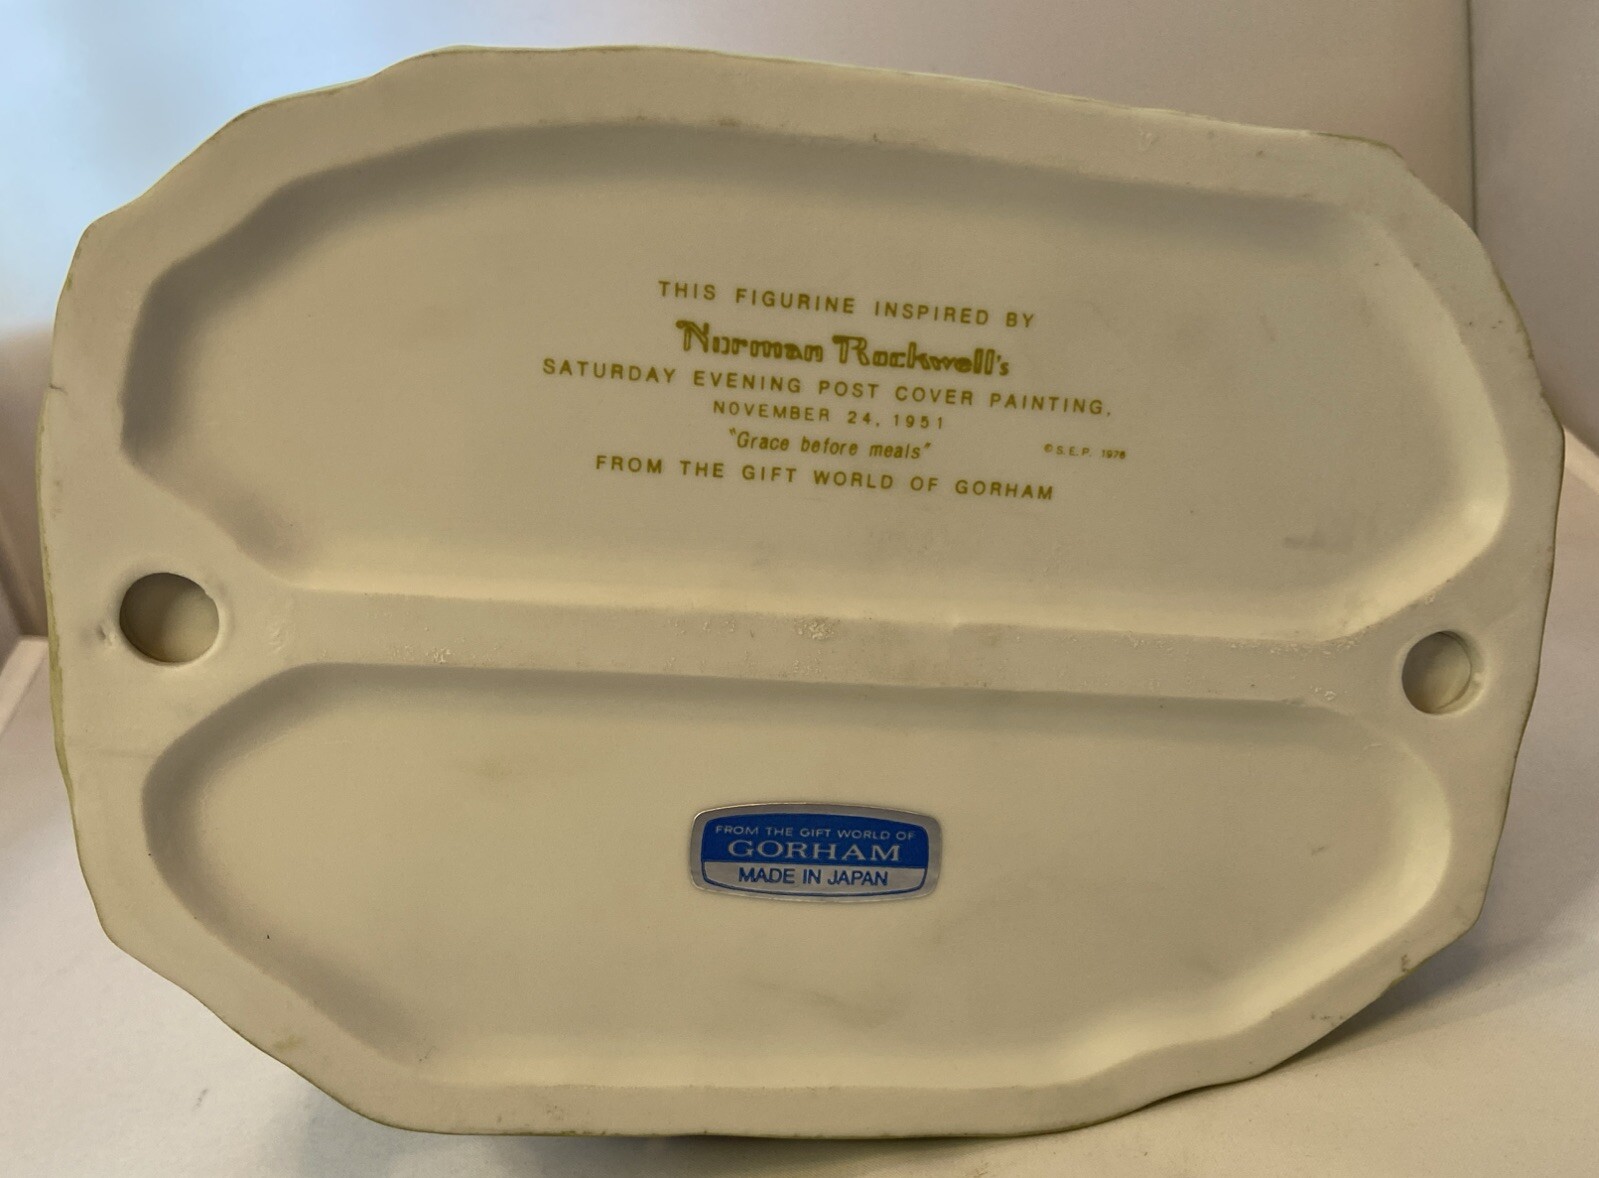 THIS FIGURINE INSPIRED BY
Norman Rockwell's
SATURDAY EVENING POST COVER PAINTING,
NOVEMBER 24, 1951
"Grace before meals"
© S.E.P. 1976
FROM THE GIFT WORLD OF GORHAM
FROM THE GIFT WORLD OF
GORHAM
MADE IN JAPAN